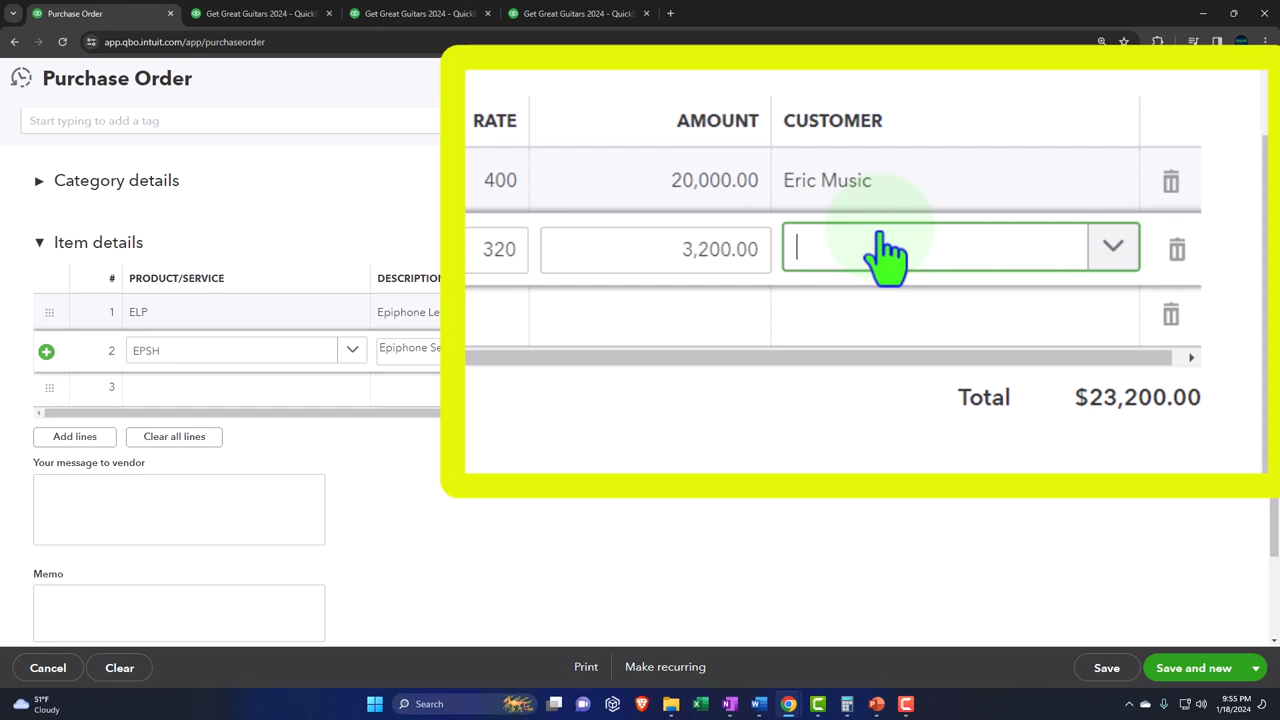 Purchase Order
Get Great Guitars 2024 - Quick
Get Great Guitars 2024 - Quick
Get Great Guitars 2024 - Quick
app.qbo.intuit.com/app/purchaseorder
Purchase Order
Start typing to add a tag
Category details
Item details
# PRODUCT/SERVICE DESCRIPTION
1 ELP Epiphone Le
2 EPSH Epiphone Se
3
RATE AMOUNT CUSTOMER
400 20,000.00 Eric Music
320 3,200.00
Total $23,200.00
Add lines Clear all lines
Your message to vendor
Memo
Cancel Clear Print Make recurring Save Save and new
51°F
Cloudy
Search
9:55 PM
1/18/2024